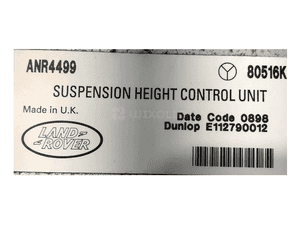 ANR4499 80516K
SUSPENSION HEIGHT CONTROL UNIT
Made in U.K.
Date Code 0898
Dunlop E112790012
LAND
ROVER